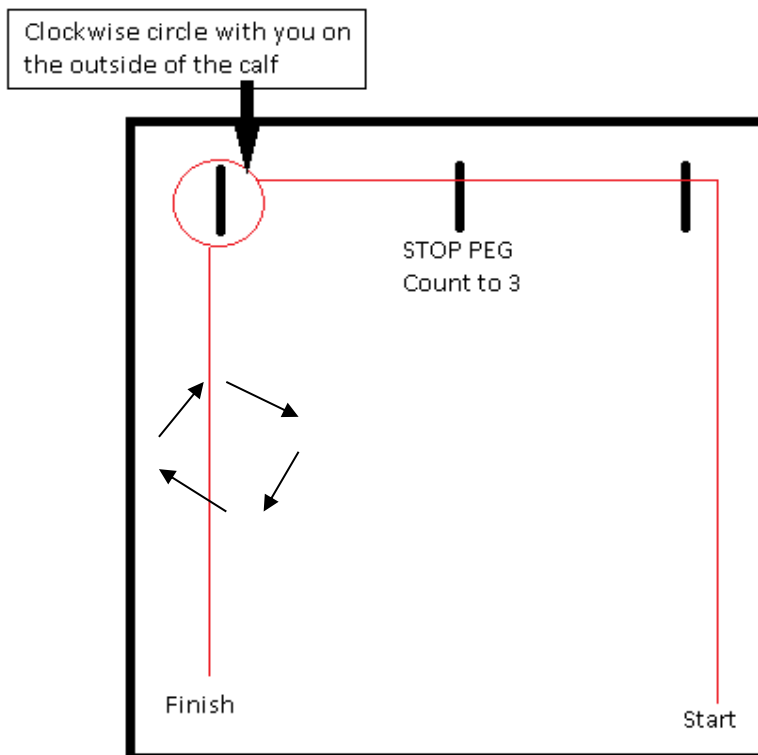 Clockwise circle with you on
the outside of the calf
STOP PEG
Count to 3
Finish
Start